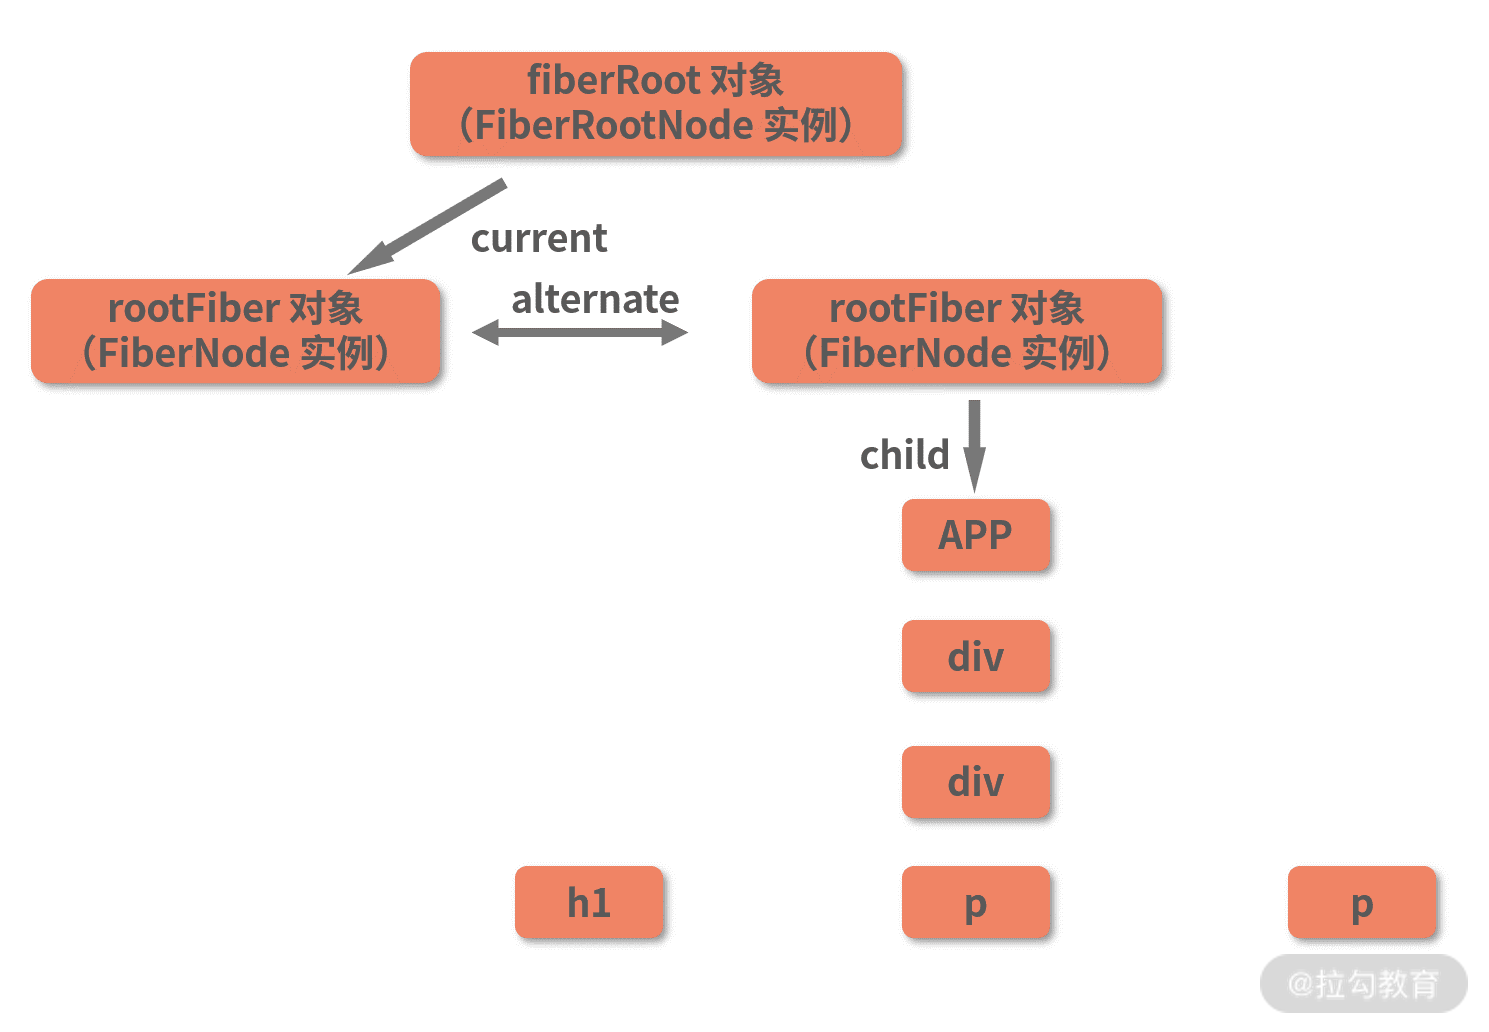 fiberRoot 对象
（FiberRootNode 实例）
current
alternate
rootFiber 对象
（FiberNode 实例）
rootFiber 对象
（FiberNode 实例）
child
APP
div
div
h1
p
p
@拉勾教育